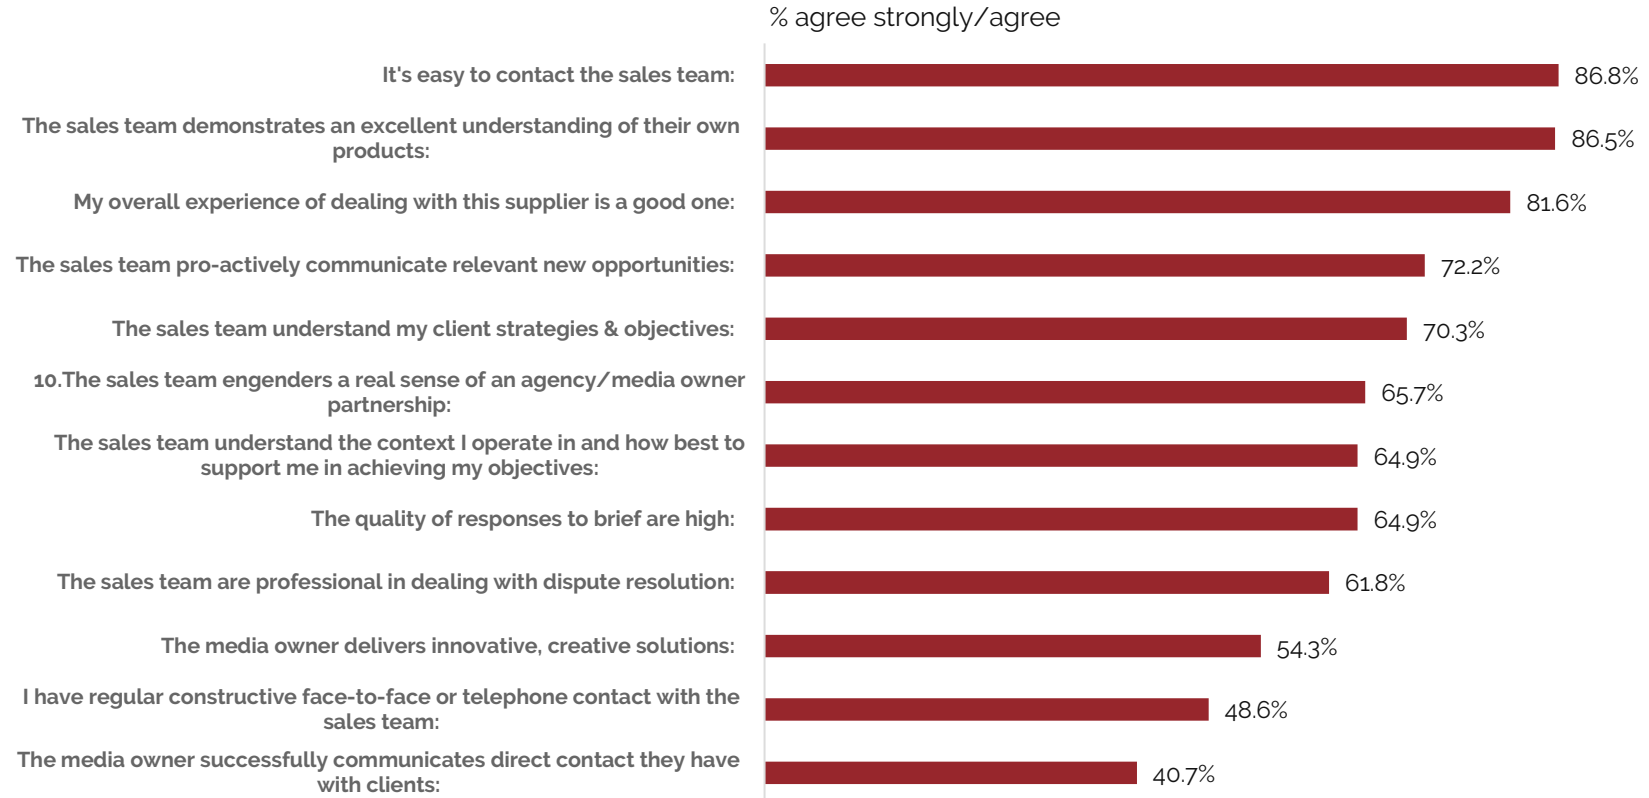 % agree strongly/agree
It's easy to contact the sales team:
86.8%
The sales team demonstrates an excellent understanding of their own
products:
86.5%
My overall experience of dealing with this supplier is a good one:
81.6%
The sales team pro-actively communicate relevant new opportunities:
72.2%
The sales team understand my client strategies & objectives:
70.3%
10.The sales team engenders a real sense of an agency/media owner
partnership:
65.7%
The sales team understand the context I operate in and how best to
support me in achieving my objectives:
64.9%
The quality of responses to brief are high:
64.9%
The sales team are professional in dealing with dispute resolution:
61.8%
The media owner delivers innovative, creative solutions:
54.3%
I have regular constructive face-to-face or telephone contact with the
sales team:
48.6%
The media owner successfully communicates direct contact they have
with clients:
40.7%